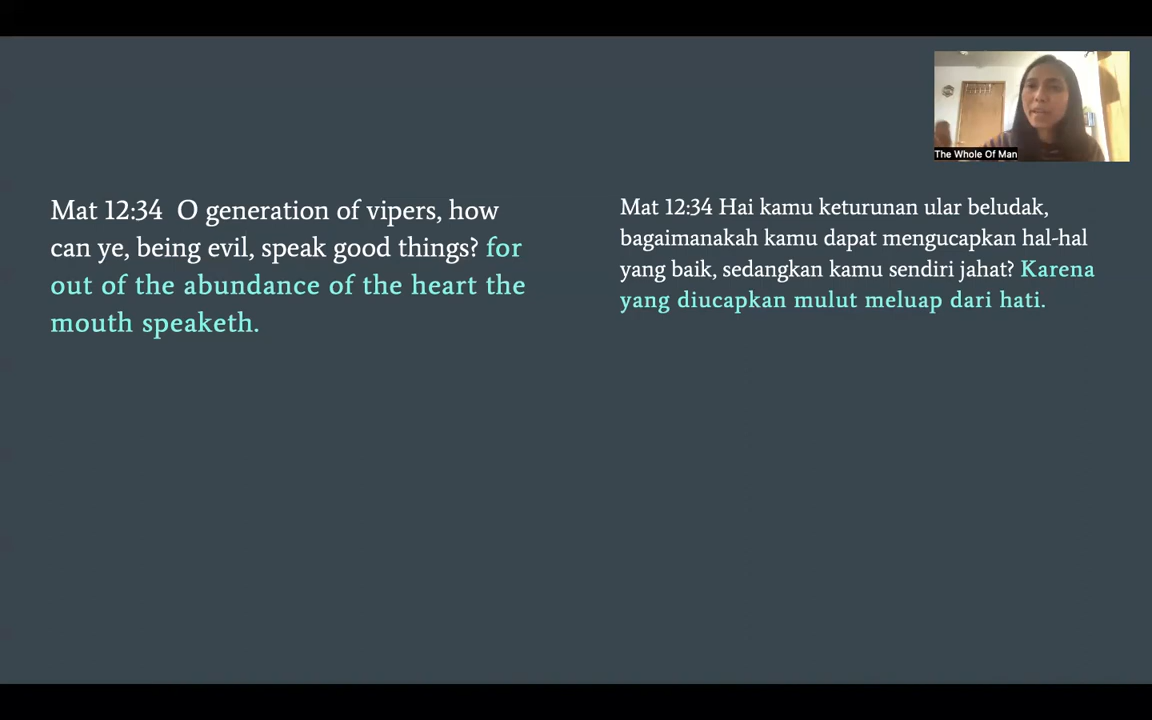 The Whole Of Man
Mat 12:34  O generation of vipers, how
can ye, being evil, speak good things? for
out of the abundance of the heart the
mouth speaketh.
Mat 12:34 Hai kamu keturunan ular beludak,
bagaimanakah kamu dapat mengucapkan hal-hal
yang baik, sedangkan kamu sendiri jahat? Karena
yang diucapkan mulut meluap dari hati.